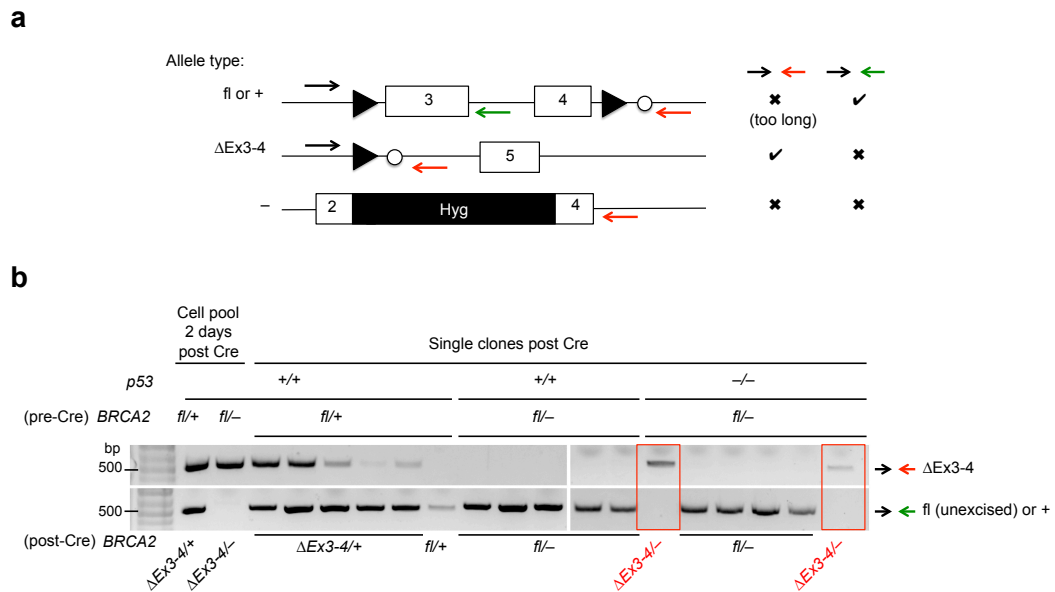 a
Allele type:
fl or +
3
4
✖
✔
(too long)
ΔEx3-4
5
✔
✖
–
2
Hyg
4
✖
✖
b
Cell pool
2 days
post Cre
Single clones post Cre
p53
+/+
+/+
–/–
(pre-Cre) BRCA2
fl/+
fl/–
fl/+
fl/–
fl/–
bp
500
ΔEx3-4
500
fl (unexcised) or +
(post-Cre) BRCA2
ΔEx3-4/+
ΔEx3-4/–
ΔEx3-4/+
fl/+
fl/–
ΔEx3-4/–
fl/–
ΔEx3-4/–